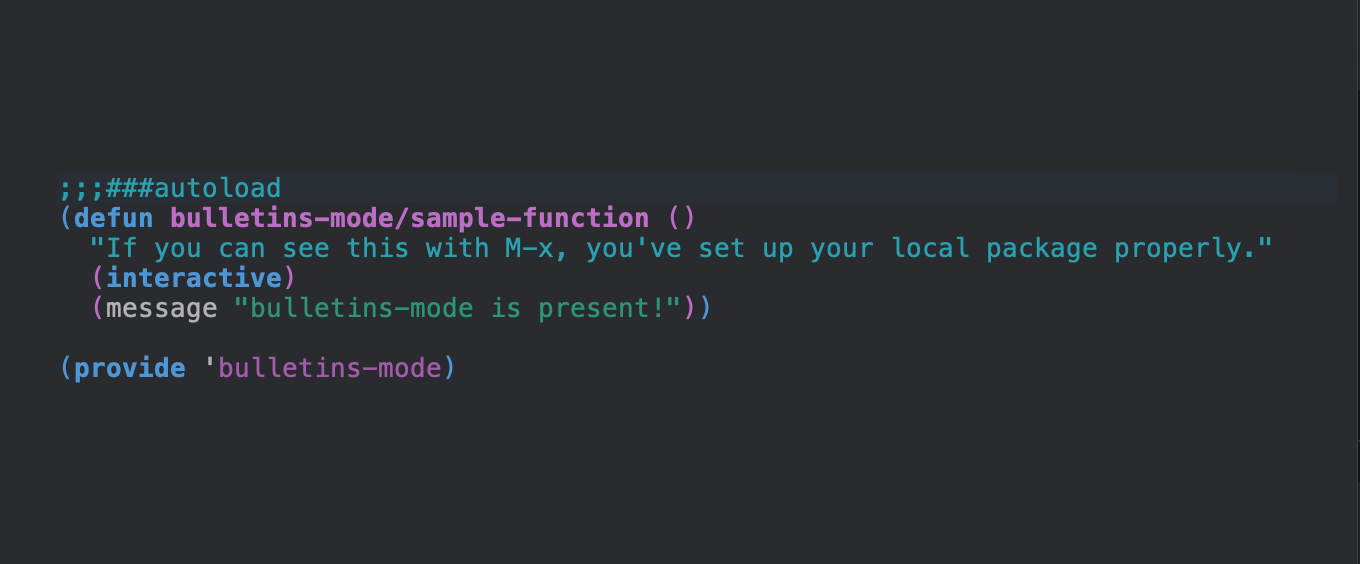 ;;;###autoload
(defun bulletins-mode/sample-function ()
  "If you can see this with M-x, you've set up your local package properly."
  (interactive)
  (message "bulletins-mode is present!"))
(provide 'bulletins-mode)